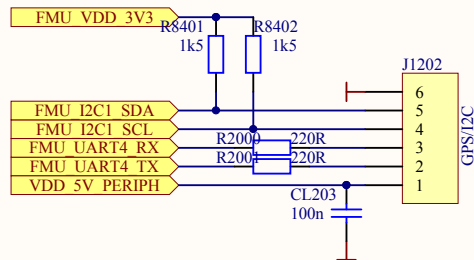 FMU_VDD_3V3
R8401
R8402
1k5
1k5
J1202
6
FMU_I2C1_SDA
5
FMU_I2C1_SCL
4
R2000
220R
FMU_UART4_RX
3
R2001
220R
FMU_UART4_TX
2
VDD_5V_PERIPH
1
GPS/I2C
CL203
100n